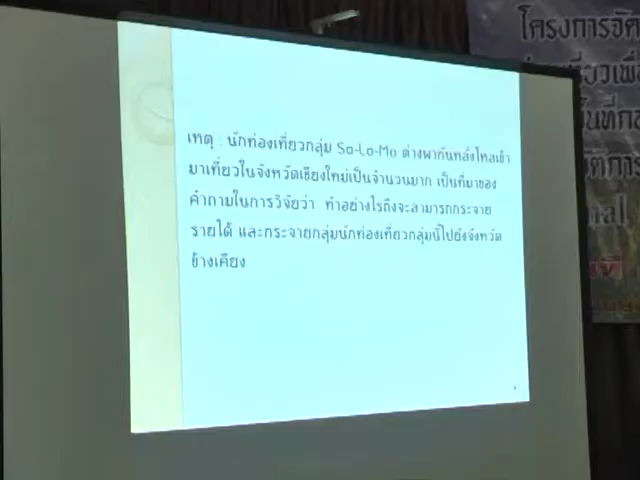 เหตุ : นักท่องเที่ยวกลุ่ม So-Lo-Mo ต่างพากันหลั่งไหลเข้า
มาเที่ยวในจังหวัดเชียงใหม่เป็นจำนวนมาก เป็นที่มาของ
คำถามในการวิจัยว่า ทำอย่างไรถึงจะสามารถกระจาย
รายได้ และกระจายกลุ่มนักท่องเที่ยวกลุ่มนี้ไปยังจังหวัด
ข้างเคียง
โครงการจัด